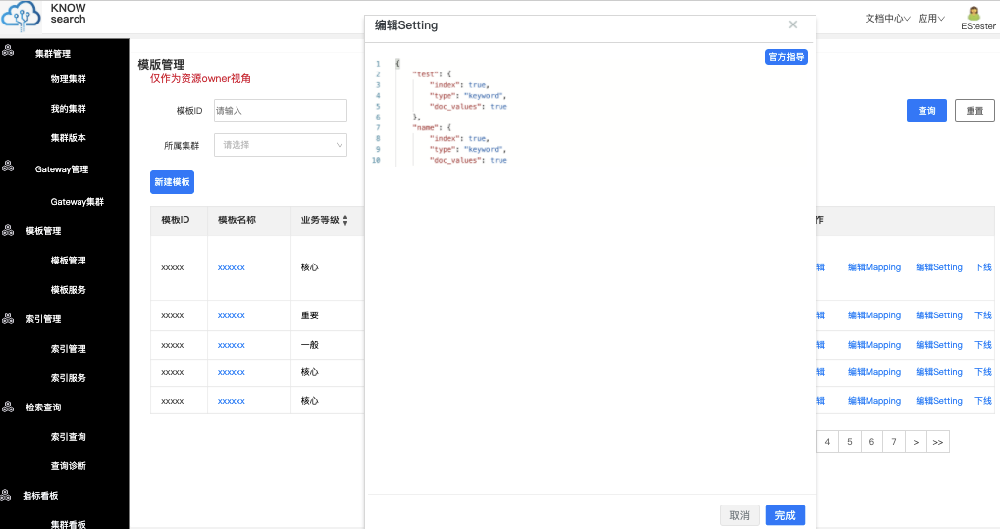 KNOW
search
文档中心
应用
EStester
集群管理
物理集群
我的集群
集群版本
Gateway管理
Gateway集群
模板管理
模板管理
模板服务
索引管理
索引管理
索引服务
检索查询
索引查询
查询诊断
指标看板
集群看板
模版管理
仅作为资源owner视角
模板ID
请输入
所属集群
请选择
查询
重置
新建模板
模板ID 模板名称 业务等级 作
xxxxx xxxxxx 核心 辑 编辑Mapping 编辑Setting 下线
xxxxx xxxxxx 重要 辑 编辑Mapping 编辑Setting 下线
xxxxx xxxxxx 一般 辑 编辑Mapping 编辑Setting 下线
xxxxx xxxxxx 核心 辑 编辑Mapping 编辑Setting 下线
xxxxx xxxxxx 核心 辑 编辑Mapping 编辑Setting 下线
4 5 6 7 > >>
编辑Setting
官方指导
1 {
2 "test": {
3 "index": true,
4 "type": "keyword",
5 "doc_values": true
6 },
7 "name": {
8 "index": true,
9 "type": "keyword",
10 "doc_values": true
取消
完成